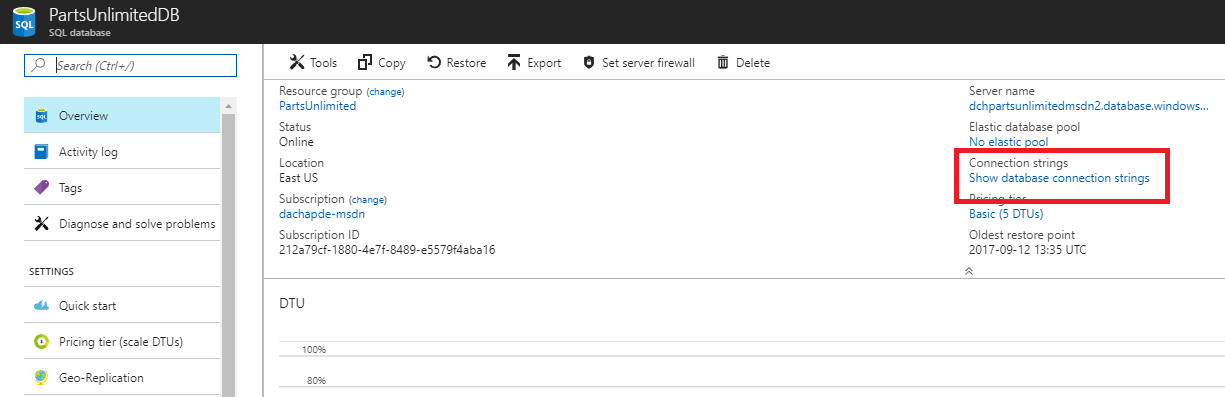 PartsUnlimitedDB
SQL database
Search (Ctrl+/)
Overview
Activity log
Tags
Diagnose and solve problems
SETTINGS
Quick start
Pricing tier (scale DTUs)
Geo-Replication
Tools Copy Restore Export Set server firewall Delete
Resource group (change)
PartsUnlimited
Status
Online
Location
East US
Subscription (change)
dachapde-msdn
Subscription ID
212a79cf-1880-4e7f-8489-e5579f4aba16
Server name
dchpartsunlimitedmsdn2.database.windows...
Elastic database pool
No elastic pool
Connection strings
Show database connection strings
Pricing tier
Basic (5 DTUs)
Oldest restore point
2017-09-12 13:35 UTC
DTU
100%
80%